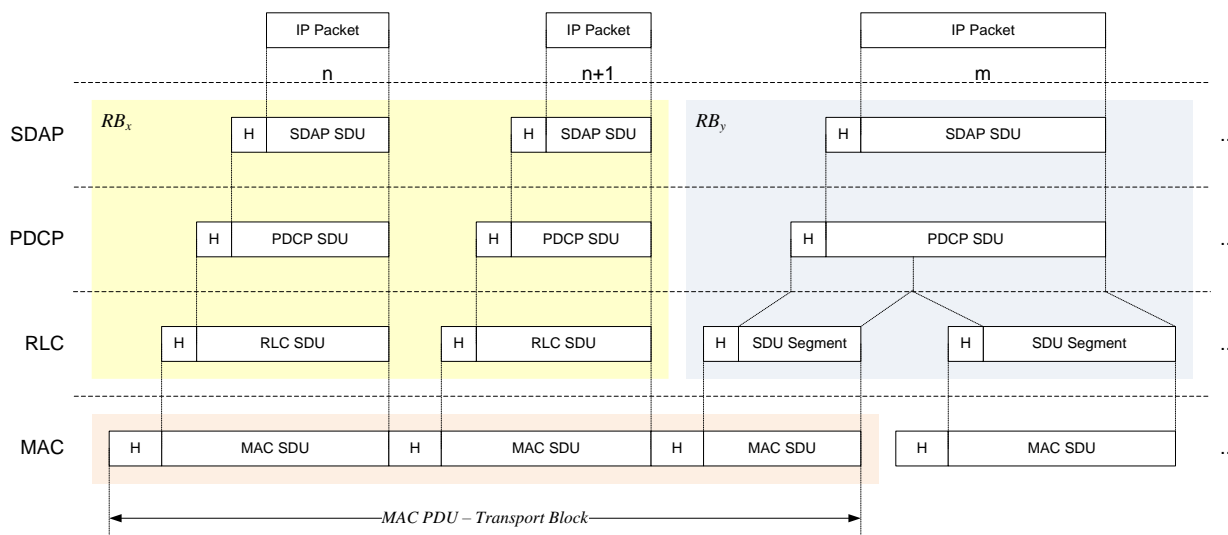 IP Packet IP Packet IP Packet
n n+1 m
RBx RBy
SDAP H SDAP SDU H SDAP SDU H SDAP SDU ...
PDCP H PDCP SDU H PDCP SDU H PDCP SDU ...
RLC H RLC SDU H RLC SDU H SDU Segment H SDU Segment ...
MAC H MAC SDU H MAC SDU H MAC SDU H MAC SDU ...
MAC PDU – Transport Block